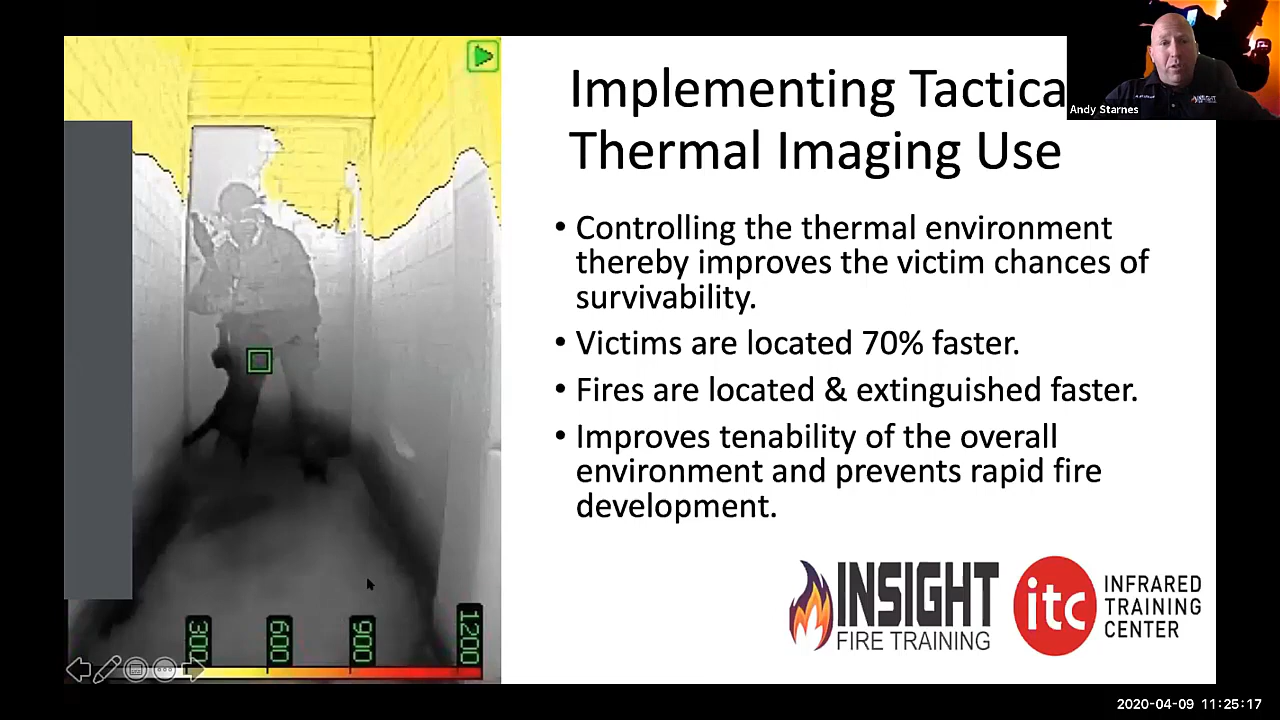 Implementing Tactica
Thermal Imaging Use
Andy Starnes
• Controlling the thermal environment
thereby improves the victim chances of
survivability.
• Victims are located 70% faster.
• Fires are located & extinguished faster.
• Improves tenability of the overall
environment and prevents rapid fire
development.
300
600
900
1200
INSIGHT
FIRE TRAINING
itc
INFRARED
TRAINING
CENTER
INSIGHT
2020-04-09 11:25:17